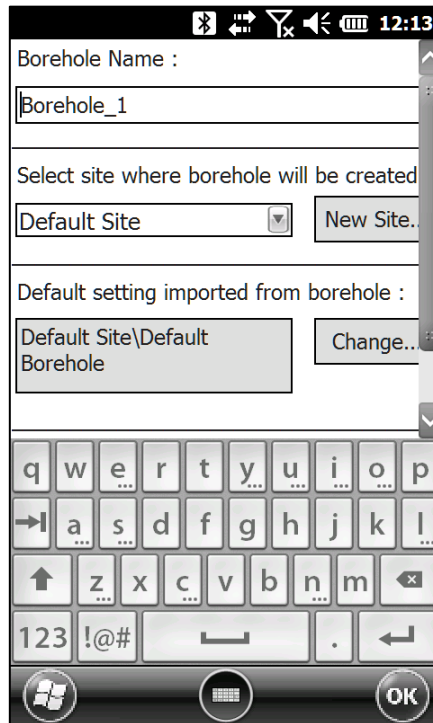 12:13
Borehole Name :
Borehole_1
Select site where borehole will be created
Default Site
New Site..
Default setting imported from borehole :
Default Site\Default
Borehole
Change...
q w e r t y u i o p
a s d f g h j k l
z x c v b n m
123 !@# .
OK